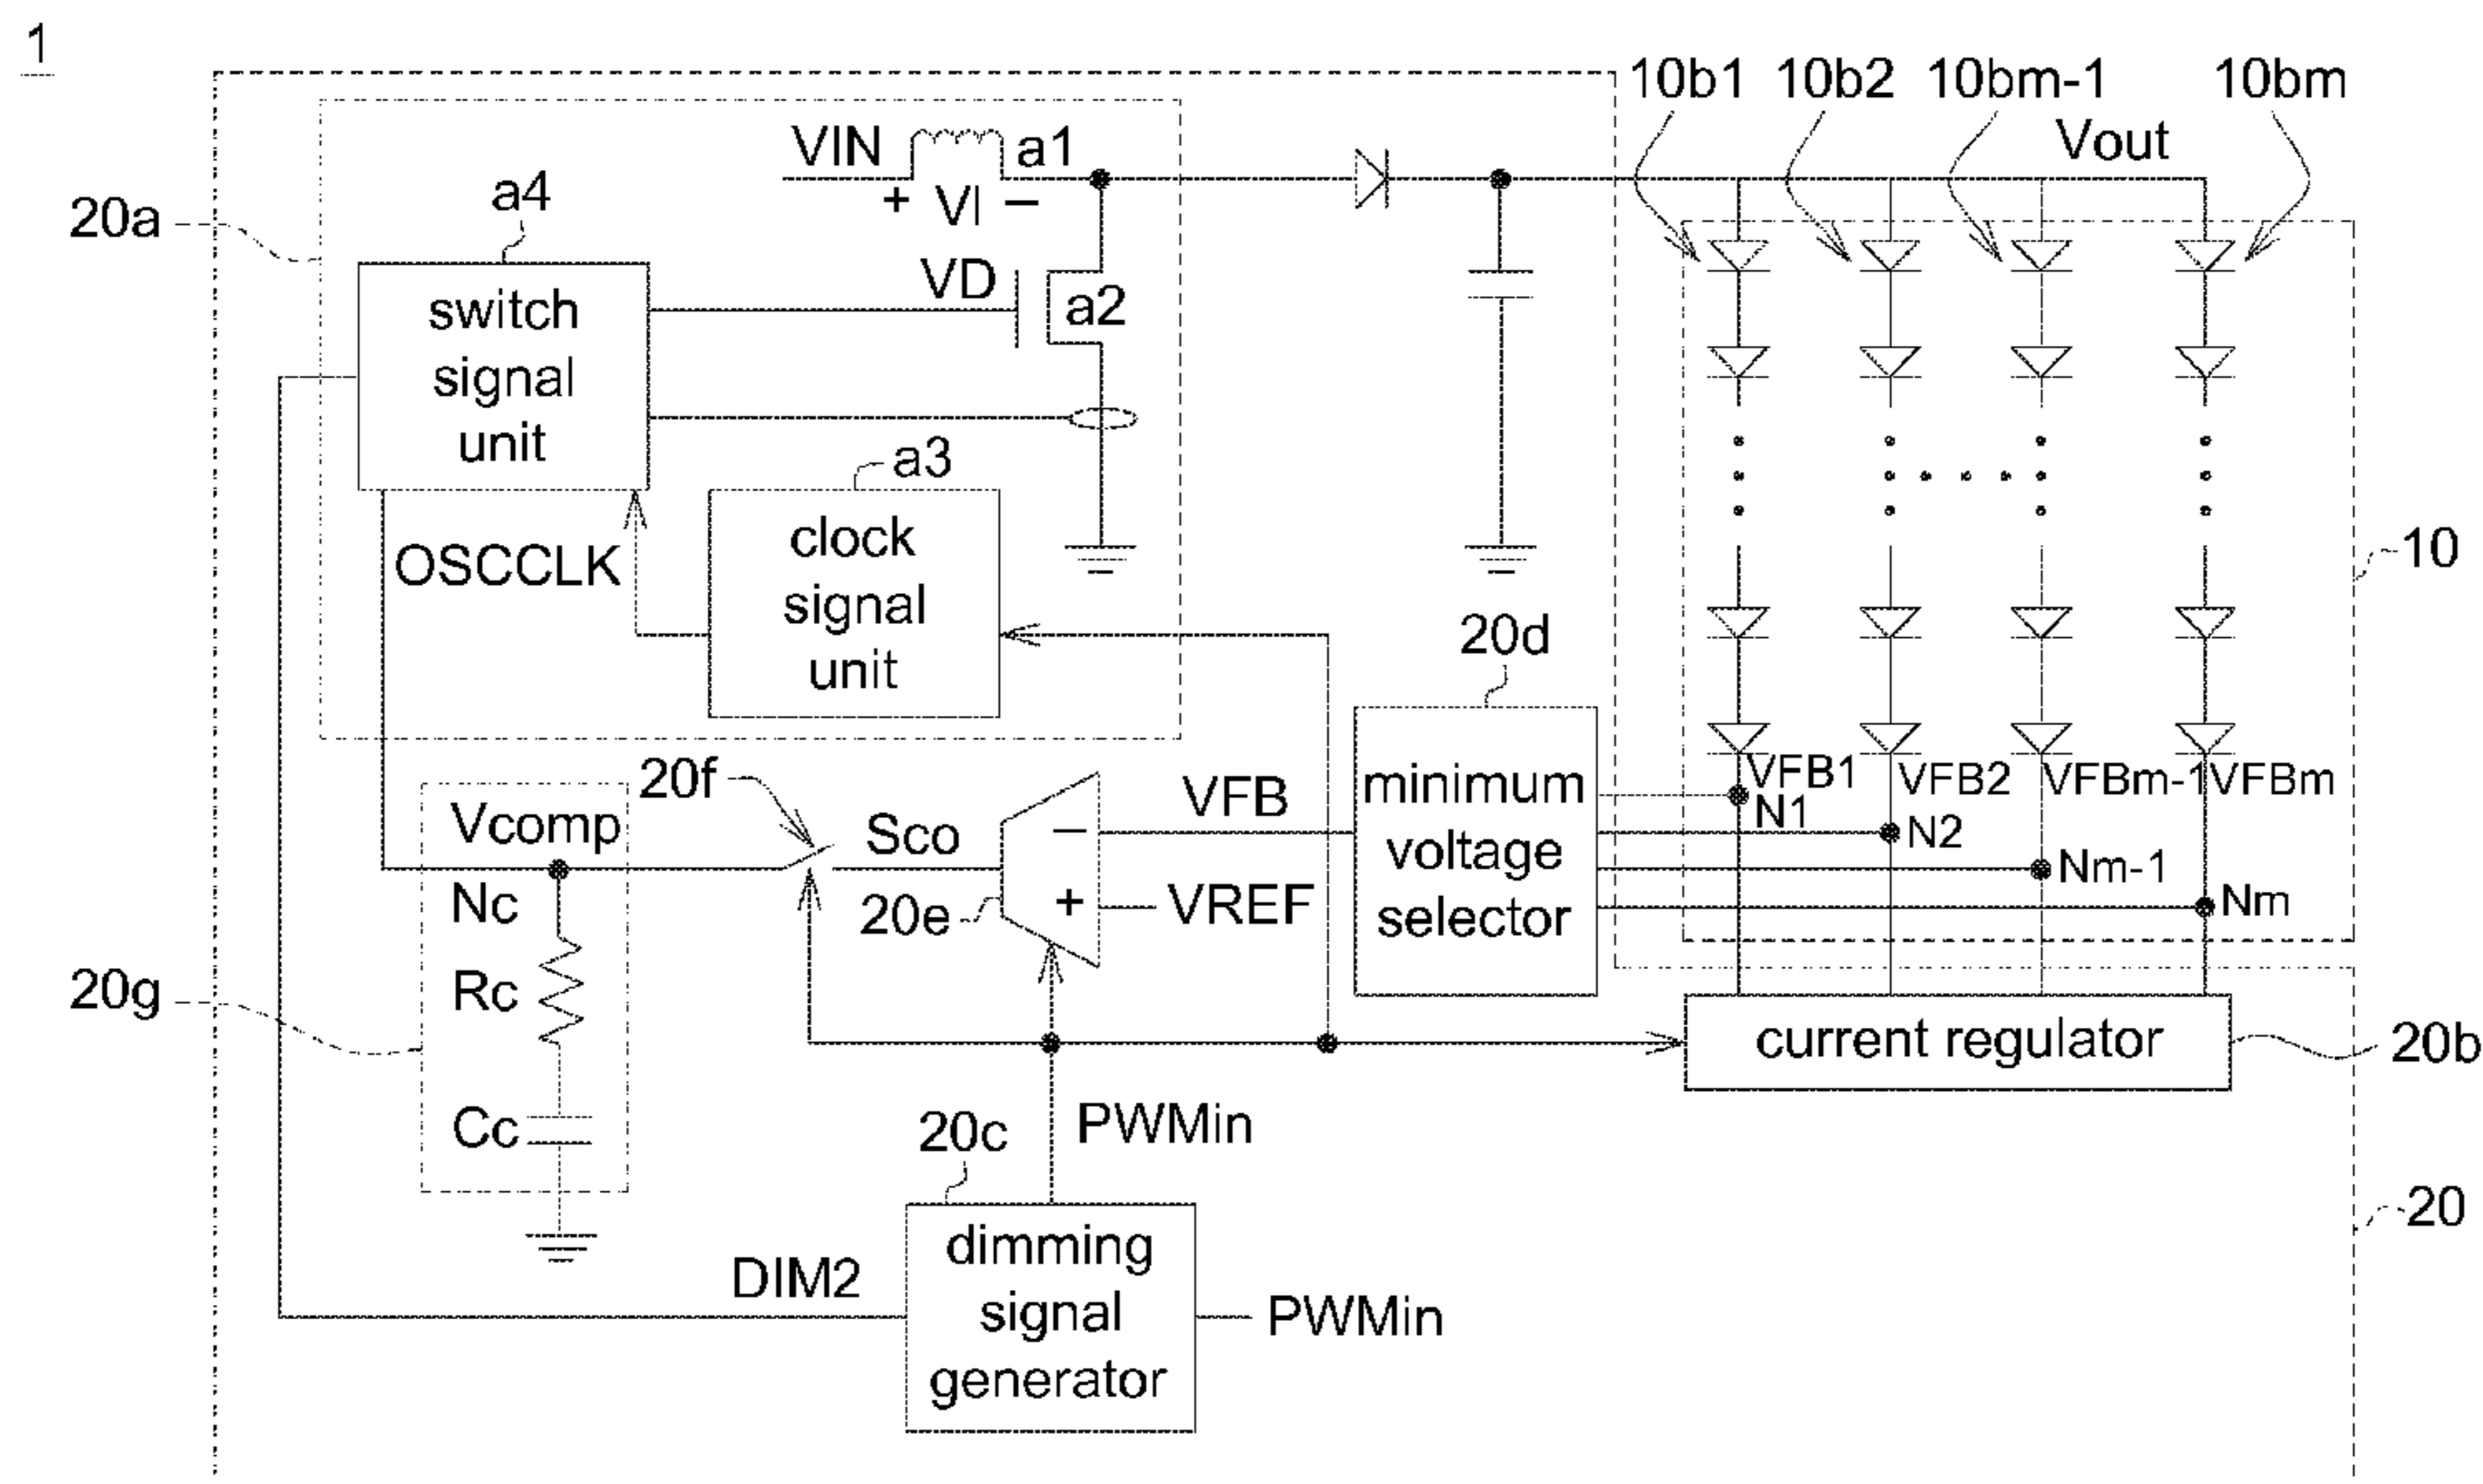 1
10b1 10b2 10bm-1 10bm
VIN a1 Vout
+ VI −
20a
a4
VD
a2
switch
signal
unit
a3
OSCCLK
clock
signal
unit
10
20d
20f
Vcomp
Sco
VFB
−
+
VREF
20e
minimum
voltage
selector
VFB1 VFB2 VFBm-1 VFBm
N1
N2
Nm-1
Nm
Nc
Rc
20g
Cc
current regulator
20b
20c
PWMin
20
DIM2
dimming
signal
generator
PWMin